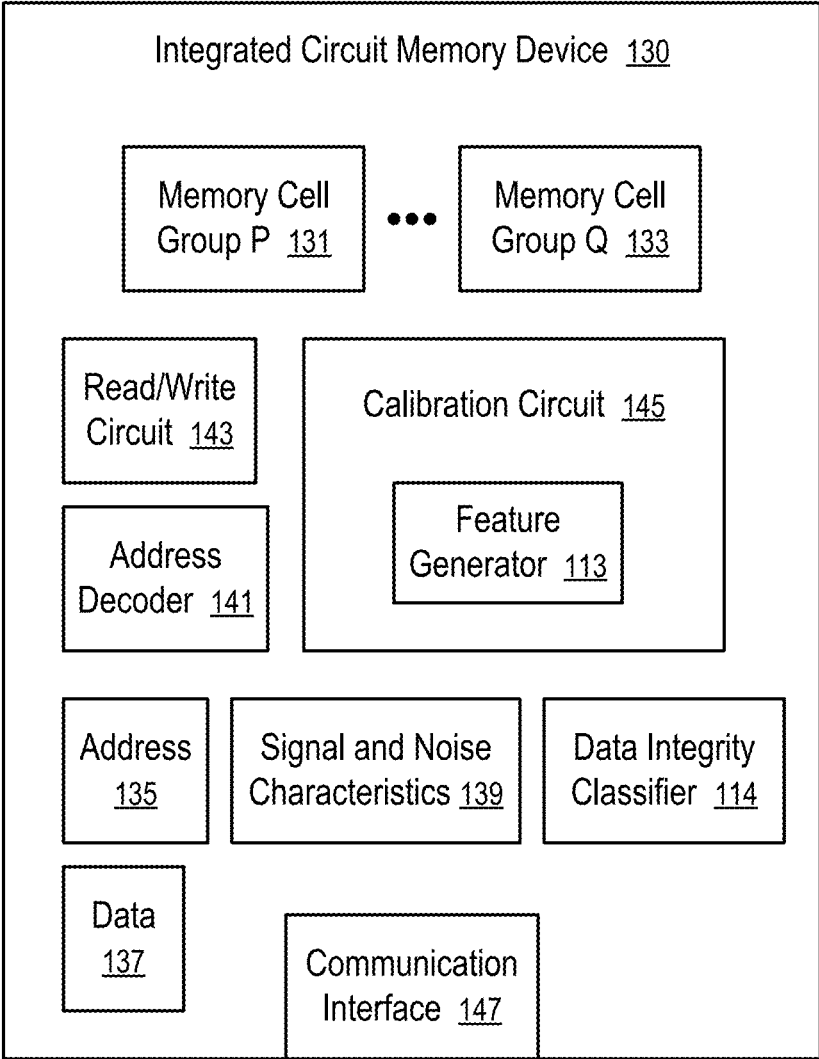 Integrated Circuit Memory Device 130
Memory Cell
Group P 131
Memory Cell
Group Q 133
Read/Write
Circuit 143
Calibration Circuit 145
Feature
Generator 113
Address
Decoder 141
Address
135
Signal and Noise
Characteristics 139
Data Integrity
Classifier 114
Data
137
Communication
Interface 147